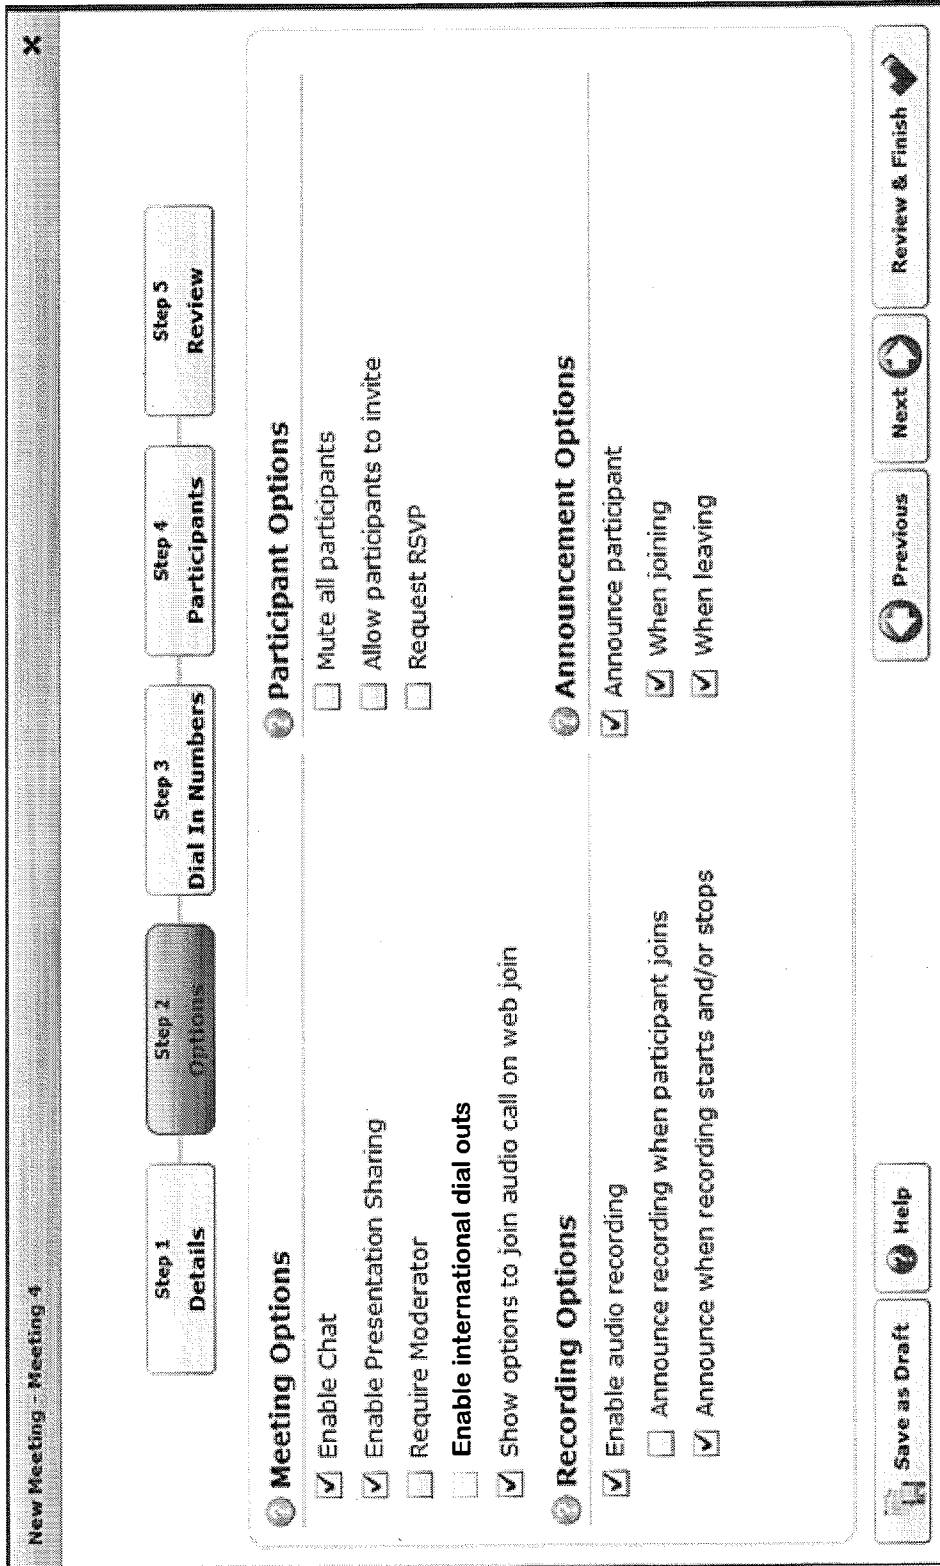 New Meeting - Meeting 4
Step 1
Details
Step 2
Options
Step 3
Dial In Numbers
Step 4
Participants
Step 5
Review
Meeting Options
Enable Chat
Enable Presentation Sharing
Require Moderator
Enable international dial outs
Show options to join audio call on web join
Participant Options
Mute all participants
Allow participants to invite
Request RSVP
Recording Options
Enable audio recording
Announce recording when participant joins
Announce when recording starts and/or stops
Announcement Options
Announce participant
When joining
When leaving
Save as Draft
Help
Previous
Next
Review & Finish